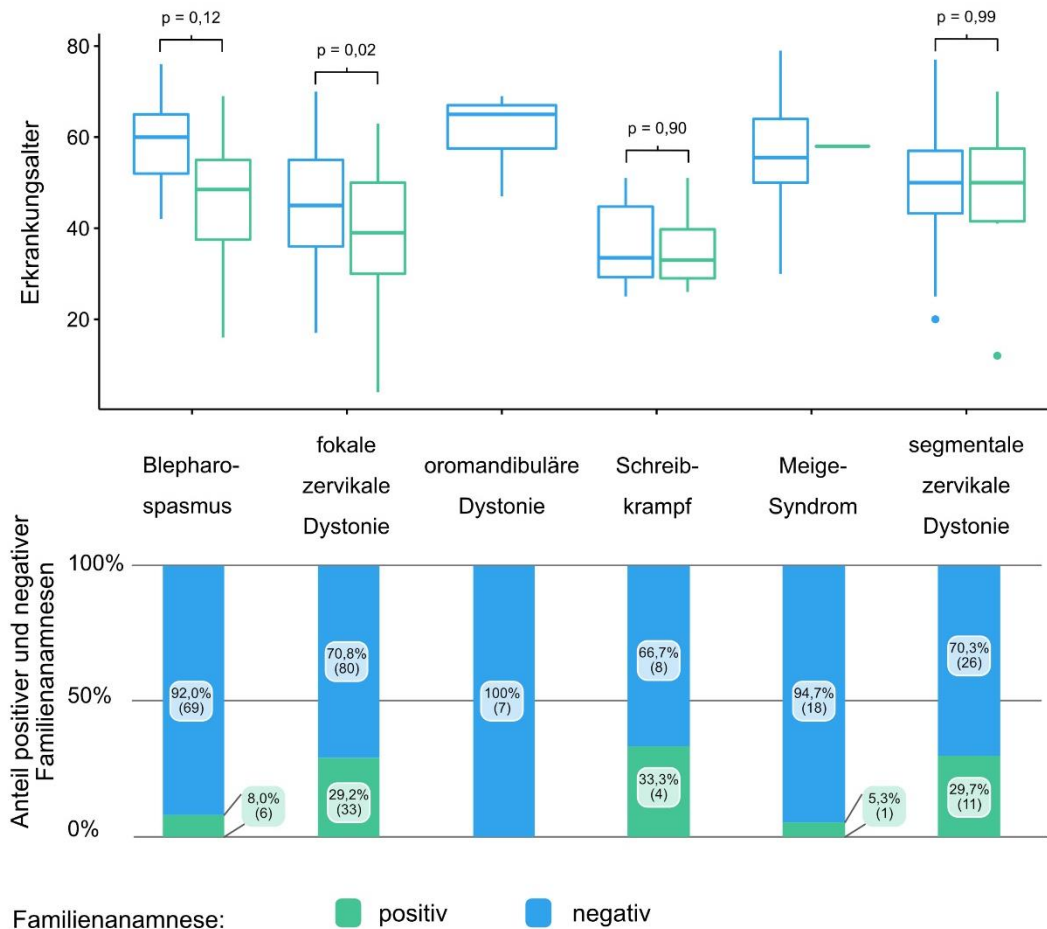 p = 0,12
p = 0,02
p = 0,90
p = 0,99
Erkrankungsalter
80
60
40
20
Blepharo-
spasmus
fokale
zervikale
Dystonie
oromandibuläre
Dystonie
Schreib-
krampf
Meige-
Syndrom
segmentale
zervikale
Dystonie
Anteil positiver und negativer
Familienanamnesen
100%
50%
0%
92,0%
(69)
8,0%
(6)
70,8%
(80)
29,2%
(33)
100%
(7)
66,7%
(8)
33,3%
(4)
94,7%
(18)
5,3%
(1)
70,3%
(26)
29,7%
(11)
Familienanamnese: positiv negativ